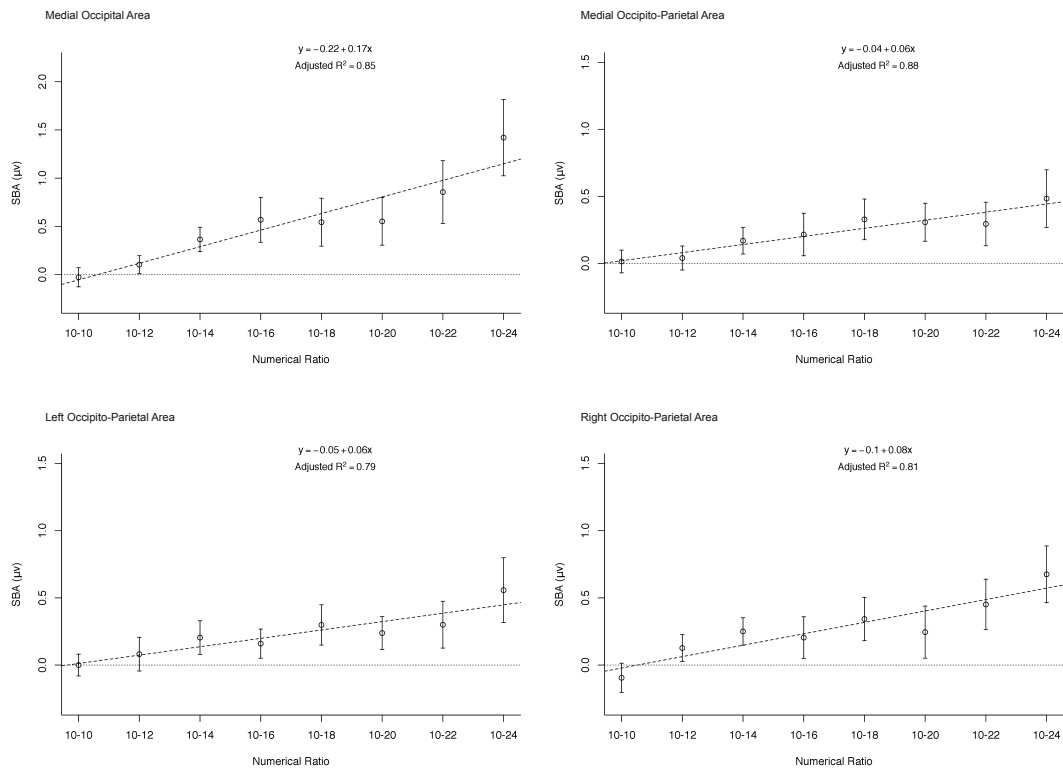 Medial Occipital Area
y = −0.22 + 0.17x
Adjusted R² = 0.85
SBA (μv)
2.0
1.5
1.0
0.5
0.0
10-10 10-12 10-14 10-16 10-18 10-20 10-22 10-24
Numerical Ratio
Medial Occipito-Parietal Area
y = −0.04 + 0.06x
Adjusted R² = 0.88
SBA (μv)
1.5
1.0
0.5
0.0
10-10 10-12 10-14 10-16 10-18 10-20 10-22 10-24
Numerical Ratio
Left Occipito-Parietal Area
y = −0.05 + 0.06x
Adjusted R² = 0.79
SBA (μv)
1.5
1.0
0.5
0.0
10-10 10-12 10-14 10-16 10-18 10-20 10-22 10-24
Numerical Ratio
Right Occipito-Parietal Area
y = −0.1 + 0.08x
Adjusted R² = 0.81
SBA (μv)
1.5
1.0
0.5
0.0
10-10 10-12 10-14 10-16 10-18 10-20 10-22 10-24
Numerical Ratio